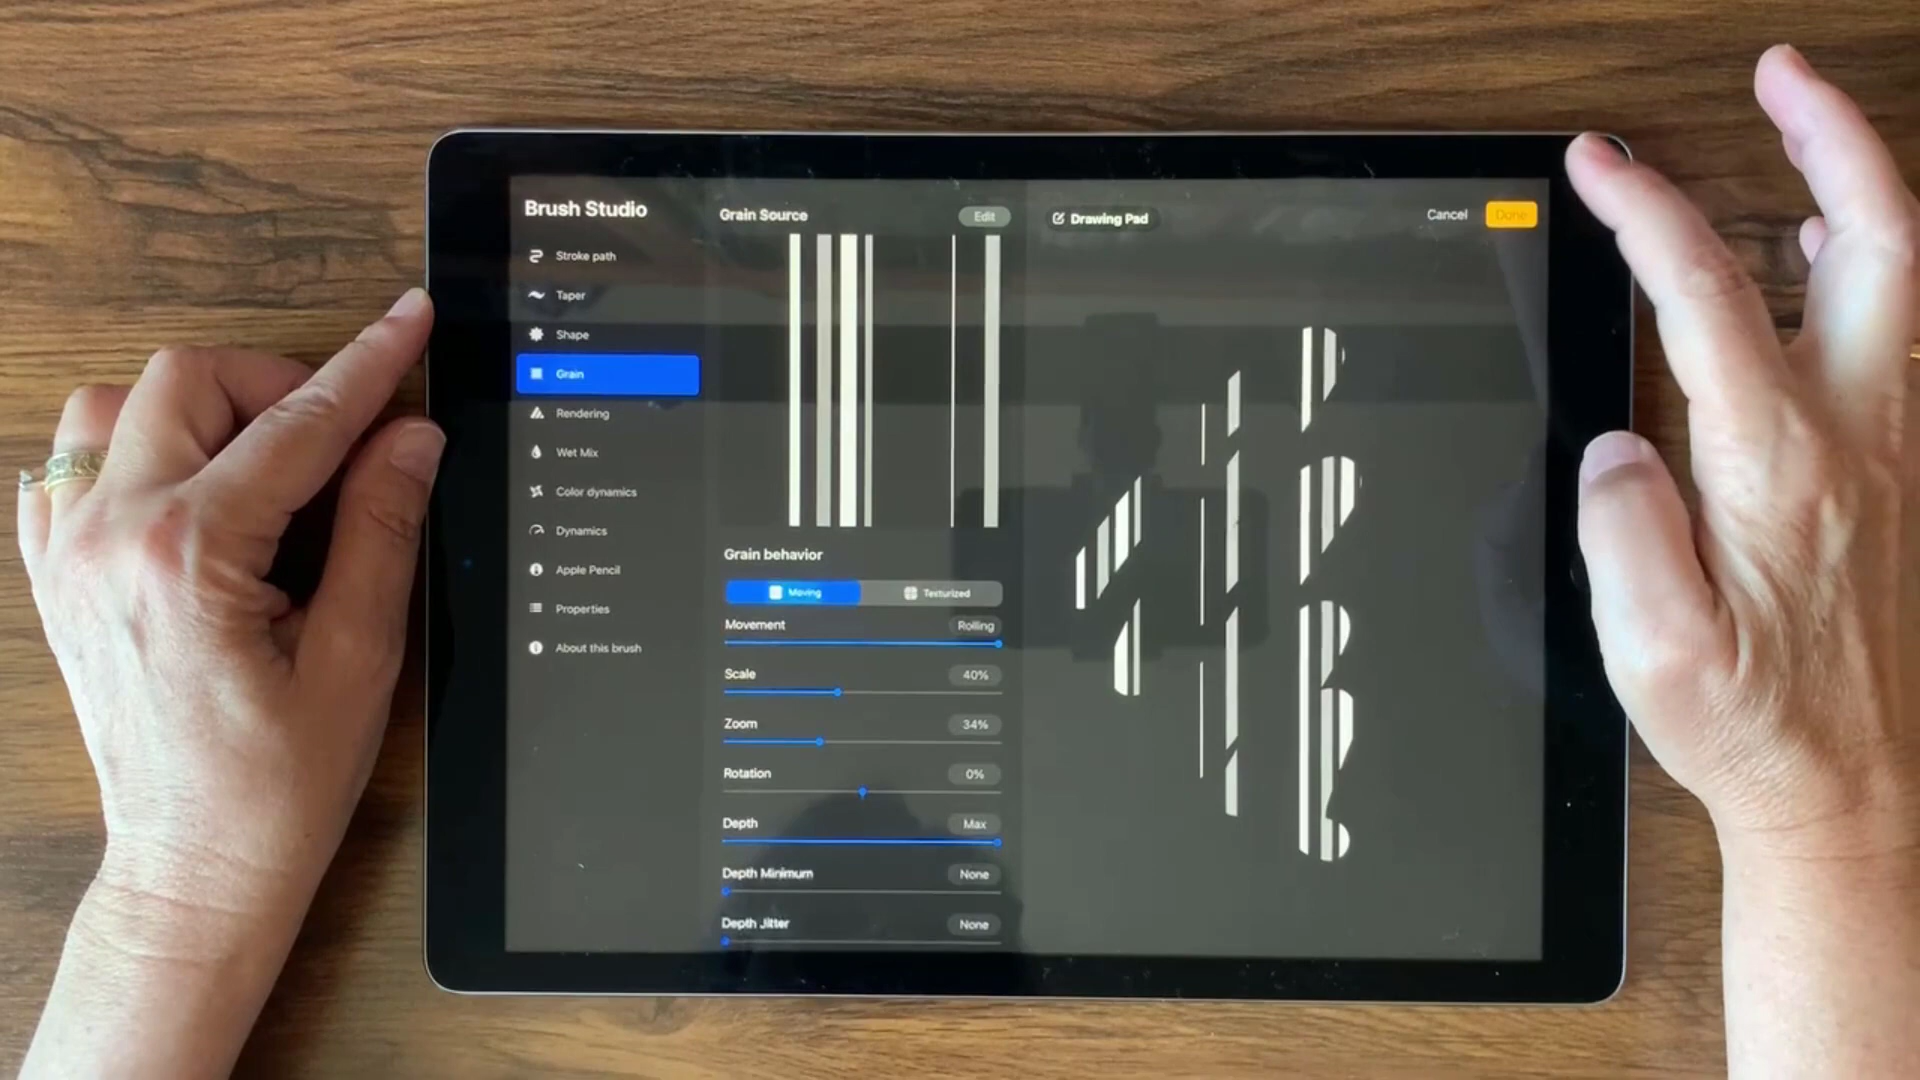 Brush Studio
Stroke path
Taper
Shape
Grain
Rendering
Wet Mix
Color dynamics
Dynamics
Apple Pencil
Properties
About this brush
Grain Source
Edit
Grain behavior
Moving
Texturized
Movement
Rolling
Scale
40%
Zoom
34%
Rotation
0%
Depth
Max
Depth Minimum
None
Depth Jitter
None
Drawing Pad
Cancel
Done